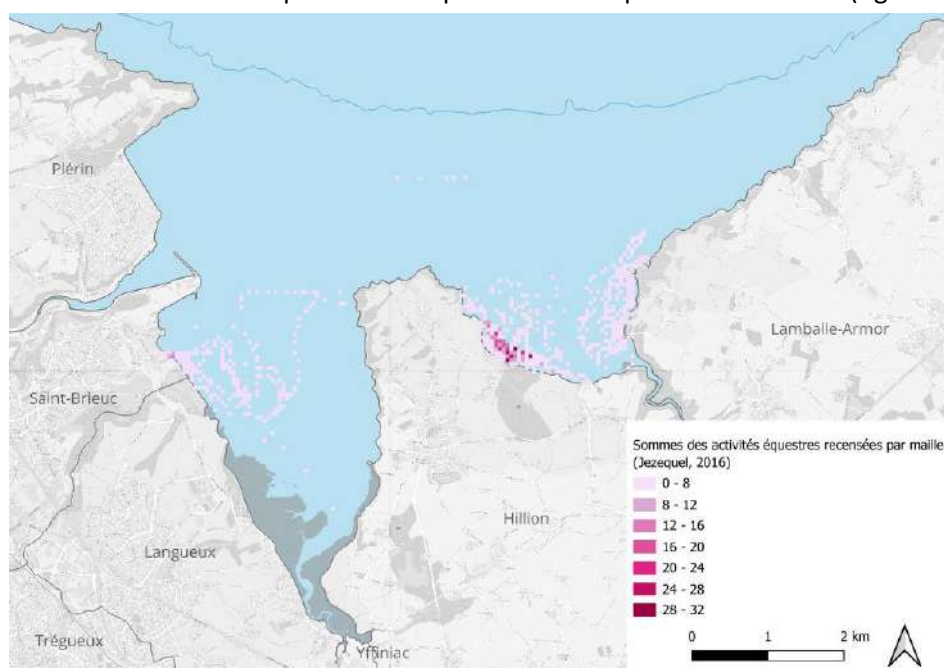 Plérin
Lamballe-Armor
Saint-Brieuc
Sommes des activités équestres recensées par maille
(Jezequel, 2016)
0 - 8
8 - 12
12 - 16
16 - 20
20 - 24
24 - 28
28 - 32
Hillion
Langueux
Trégueux
Yffiniac
0 1 2 km